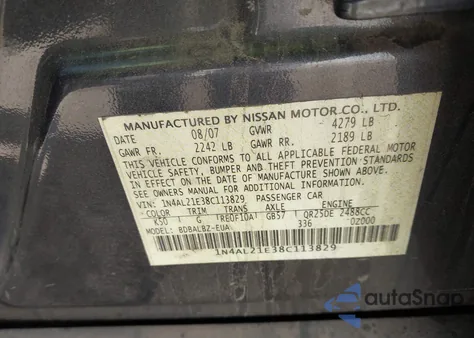 MANUFACTURED BY NISSAN MOTOR CO., LTD.
DATE 08/07 GVWR 4279 LB
GAWR FR. 2242 LB GAWR RR. 2189 LB
THIS VEHICLE CONFORMS TO ALL APPLICABLE FEDERAL MOTOR
VEHICLE SAFETY, BUMPER AND THEFT PREVENTION STANDARDS
IN EFFECT ON THE DATE OF MANUFACTURE SHOWN ABOVE.
SEE OWNERS MANUAL FOR ADDITIONAL INFORMATION.
VIN: 1N4AL21E38C113829 PASSENGER CAR
COLOR TRIM TRANS AXLE ENGINE
K50 G RE0F10A GB57 QR25DE 2488CC
MODEL: BDBALBZ-EUA 336 0Z000
1N4AL21E38C113829
autoSnap